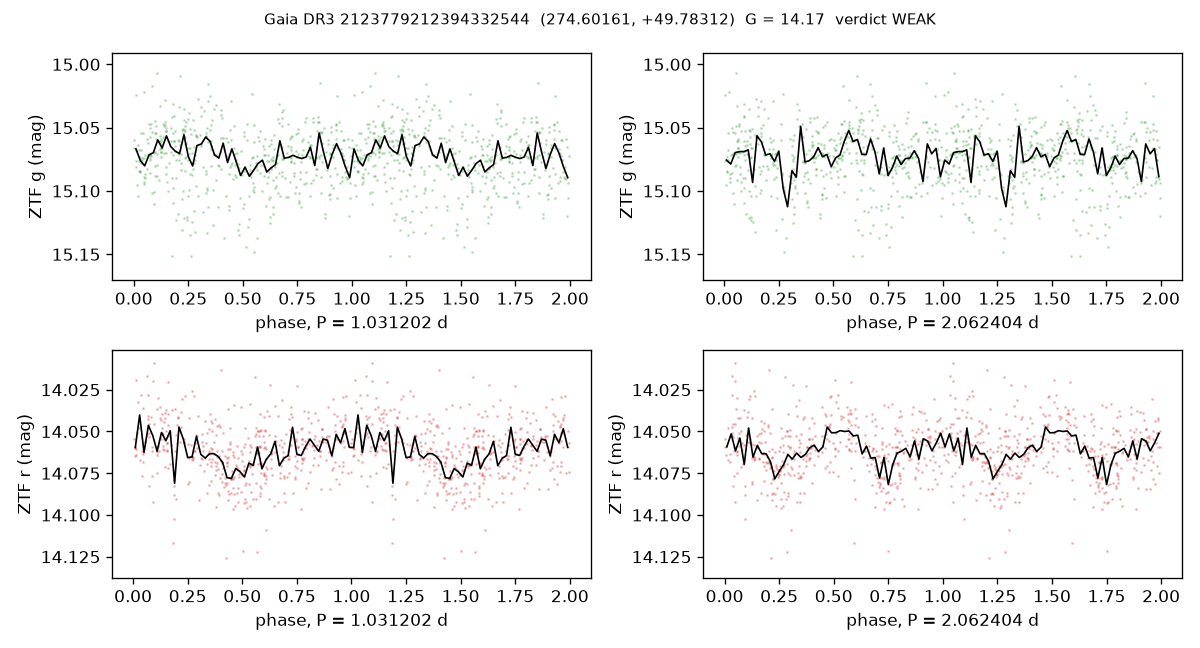 Gaia DR3 2123779212394332544 (274.60161, +49.78312) G = 14.17 verdict WEAK
ZTF g (mag)
15.00
15.05
15.10
15.15
0.00 0.25 0.50 0.75 1.00 1.25 1.50 1.75 2.00
phase, P = 1.031202 d
ZTF g (mag)
15.00
15.05
15.10
15.15
0.00 0.25 0.50 0.75 1.00 1.25 1.50 1.75 2.00
phase, P = 2.062404 d
ZTF r (mag)
14.025
14.050
14.075
14.100
14.125
0.00 0.25 0.50 0.75 1.00 1.25 1.50 1.75 2.00
phase, P = 1.031202 d
ZTF r (mag)
14.025
14.050
14.075
14.100
14.125
0.00 0.25 0.50 0.75 1.00 1.25 1.50 1.75 2.00
phase, P = 2.062404 d